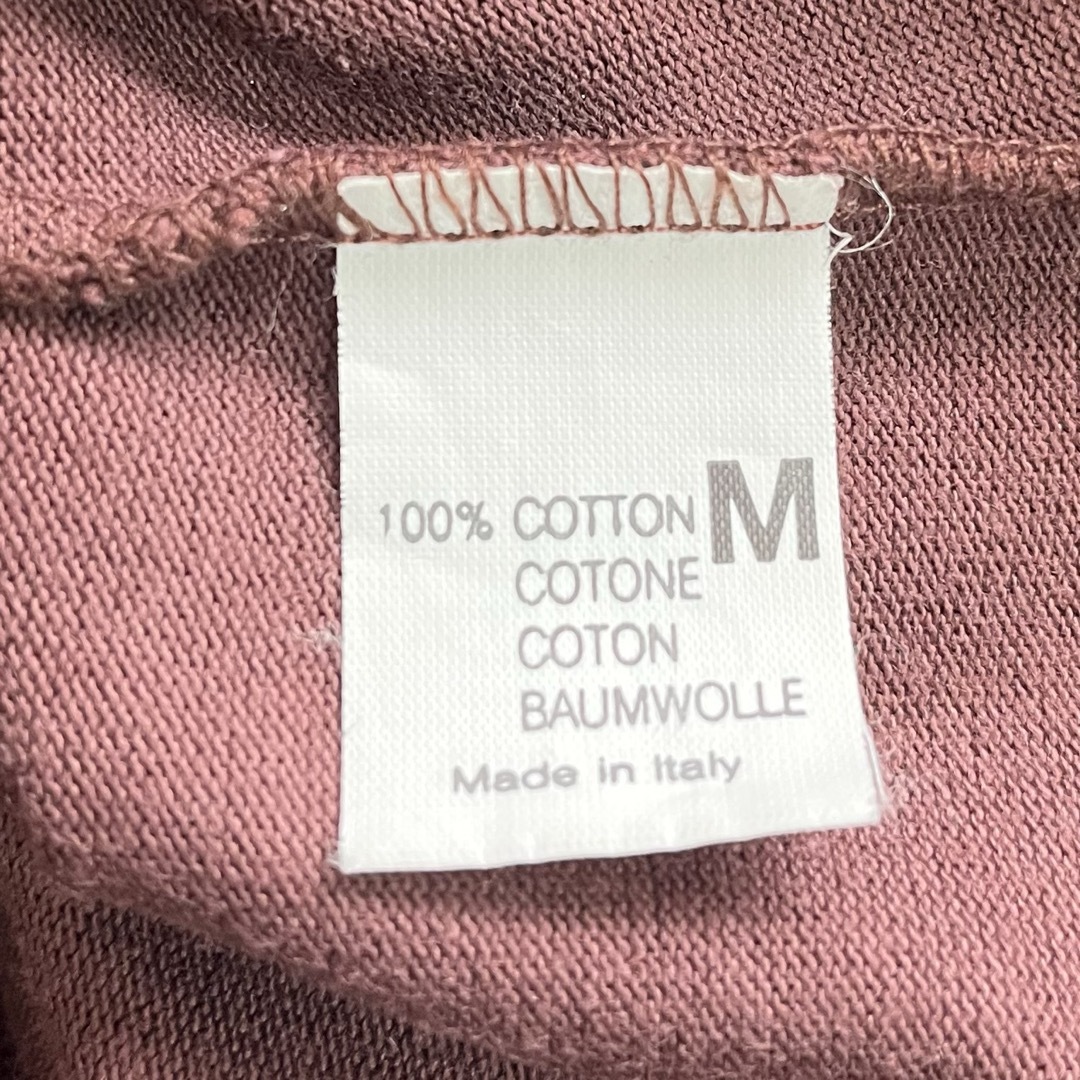 100% COTTON M
COTONE
COTON
BAUMWOLLE
Made in Italy